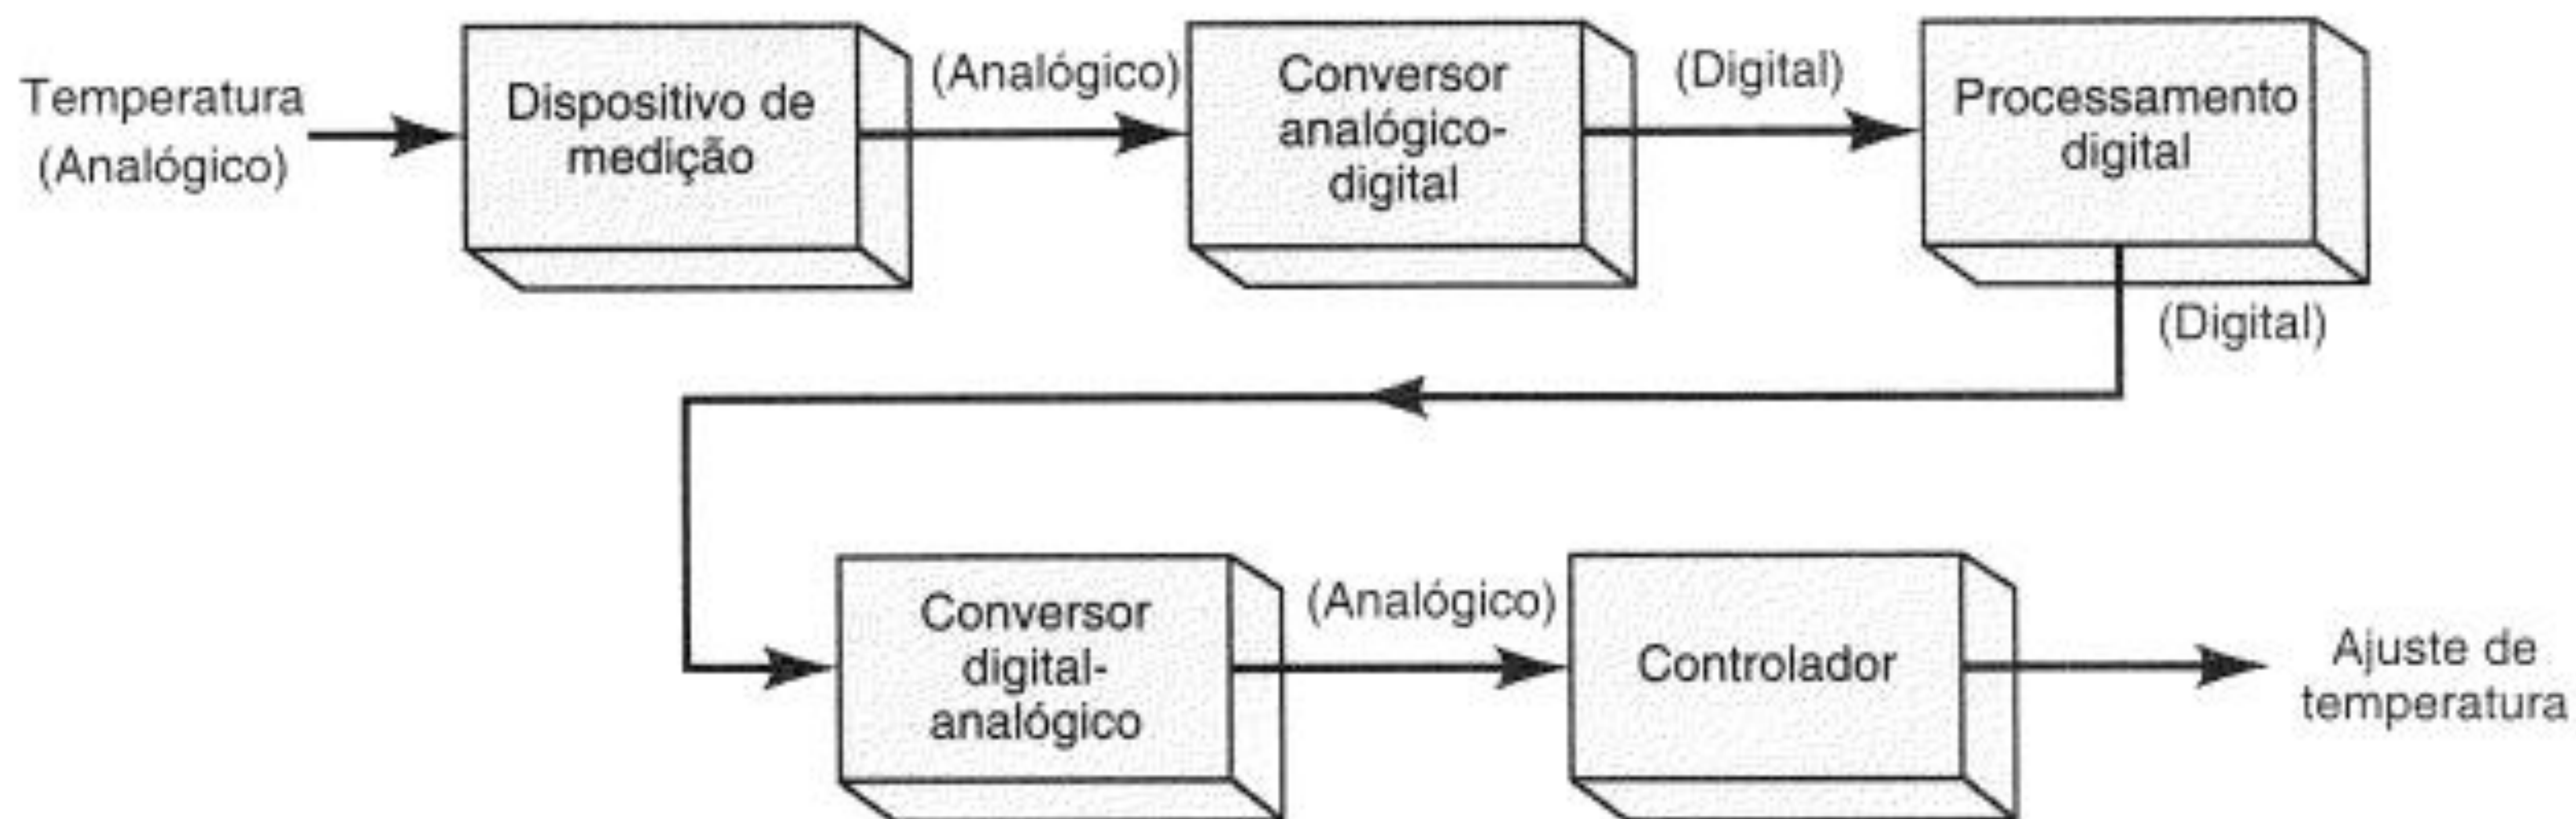 Temperatura
(Analógico)
Dispositivo de
medição
(Analógico)
Conversor
analógico-
digital
(Digital)
Processamento
digital
(Digital)
Conversor
digital-
analógico
(Analógico)
Controlador
Ajuste de
temperatura